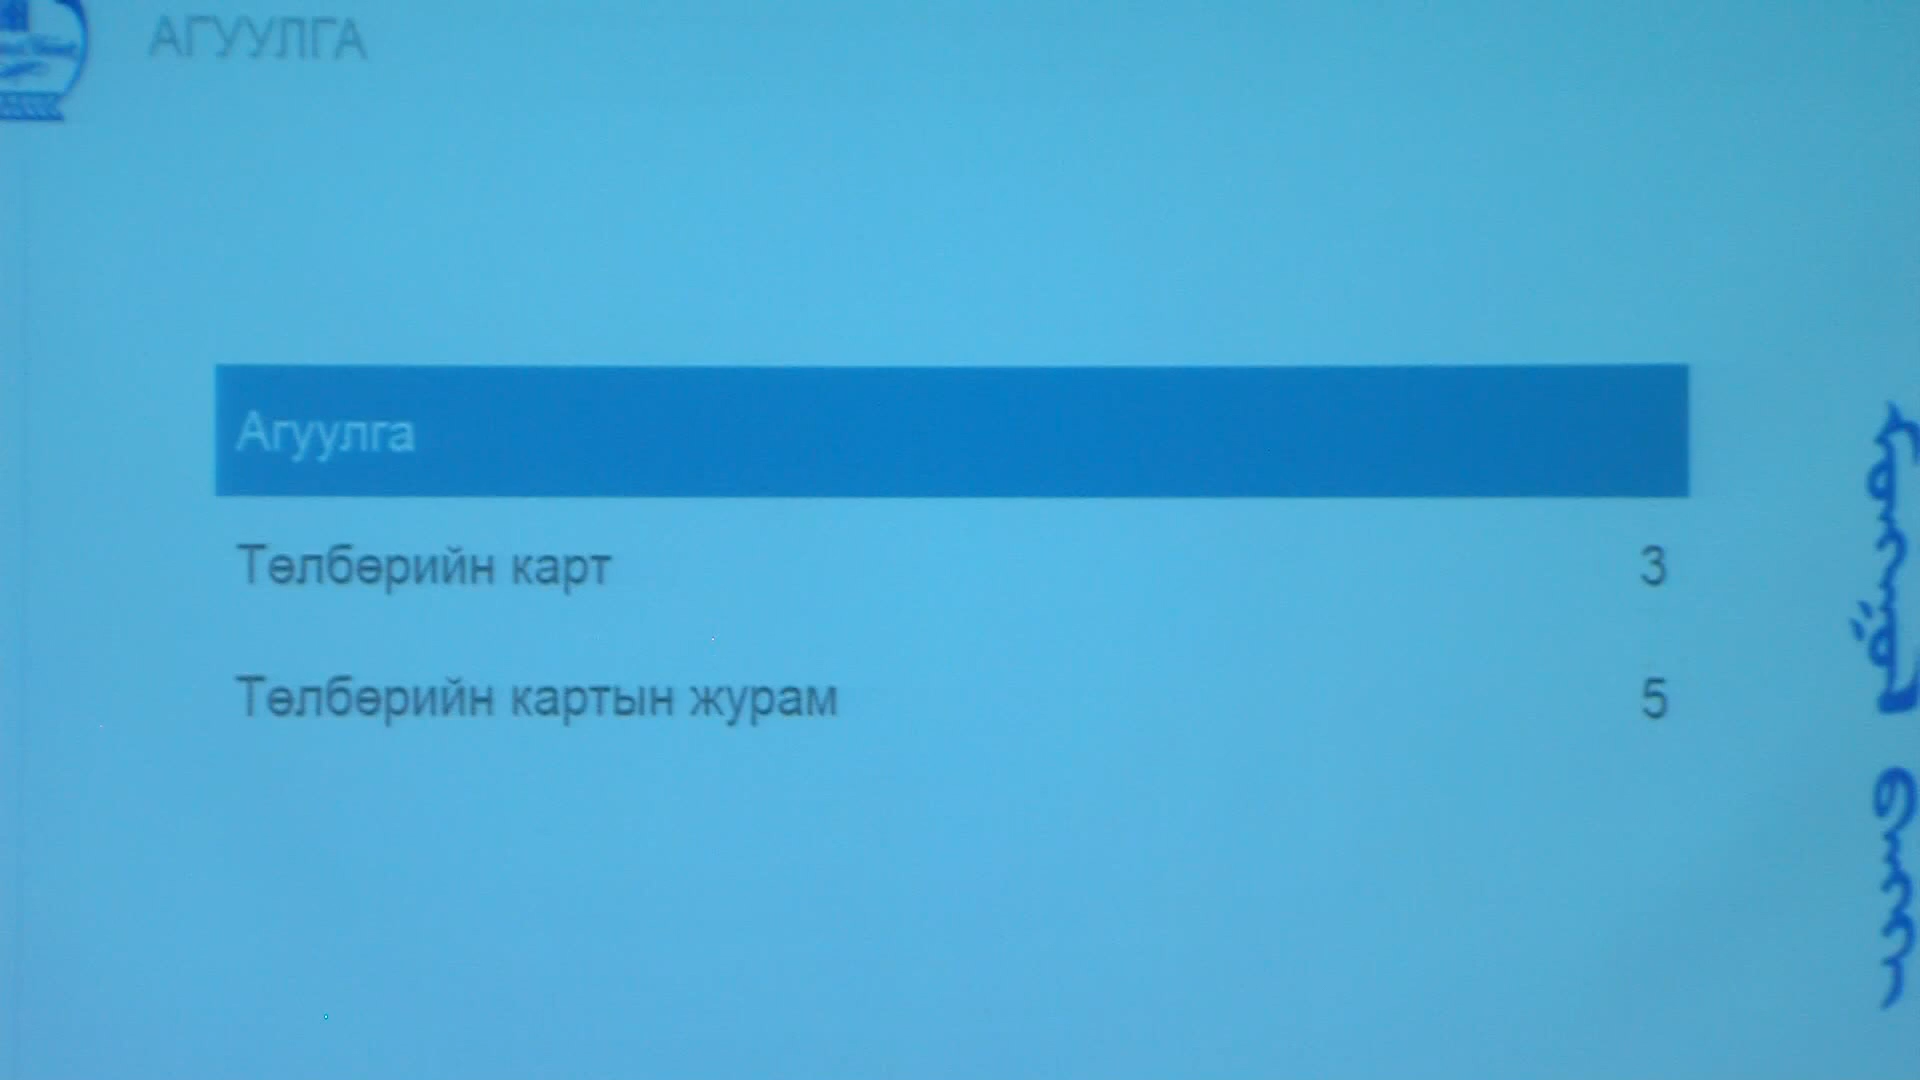 АГУУЛГА
Агуулга
Төлбөрийн карт 3
Төлбөрийн картын журам 5